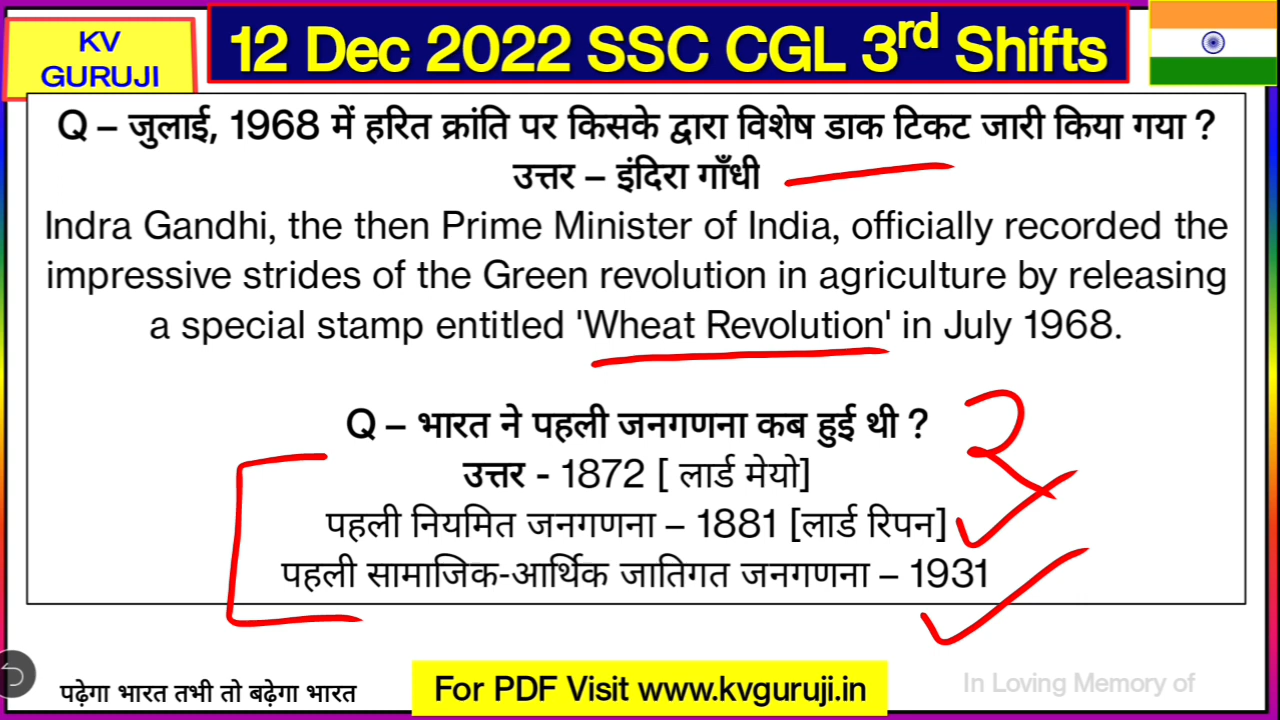 KV
GURUJI
12 Dec 2022 SSC CGL 3rd Shifts
Q – जुलाई, 1968 में हरित क्रांति पर किसके द्वारा विशेष डाक टिकट जारी किया गया ?
उत्तर – इंदिरा गाँधी
Indra Gandhi, the then Prime Minister of India, officially recorded the
impressive strides of the Green revolution in agriculture by releasing
a special stamp entitled 'Wheat Revolution' in July 1968.
Q – भारत ने पहली जनगणना कब हुई थी ?
उत्तर - 1872 [ लार्ड मेयो]
पहली नियमित जनगणना – 1881 [लार्ड रिपन]
पहली सामाजिक-आर्थिक जातिगत जनगणना – 1931
पढ़ेगा भारत तभी तो बढ़ेगा भारत
For PDF Visit www.kvguruji.in
In Loving Memory of